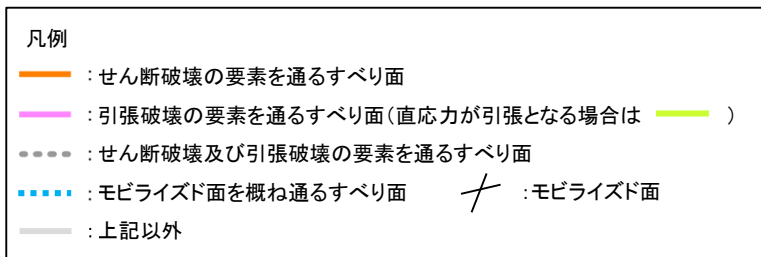 凡例
：せん断破壊の要素を通るすべり面
：引張破壊の要素を通るすべり面（直応力が引張となる場合は ）
：せん断破壊及び引張破壊の要素を通るすべり面
：モビライズド面を概ね通るすべり面 ：モビライズド面
：上記以外